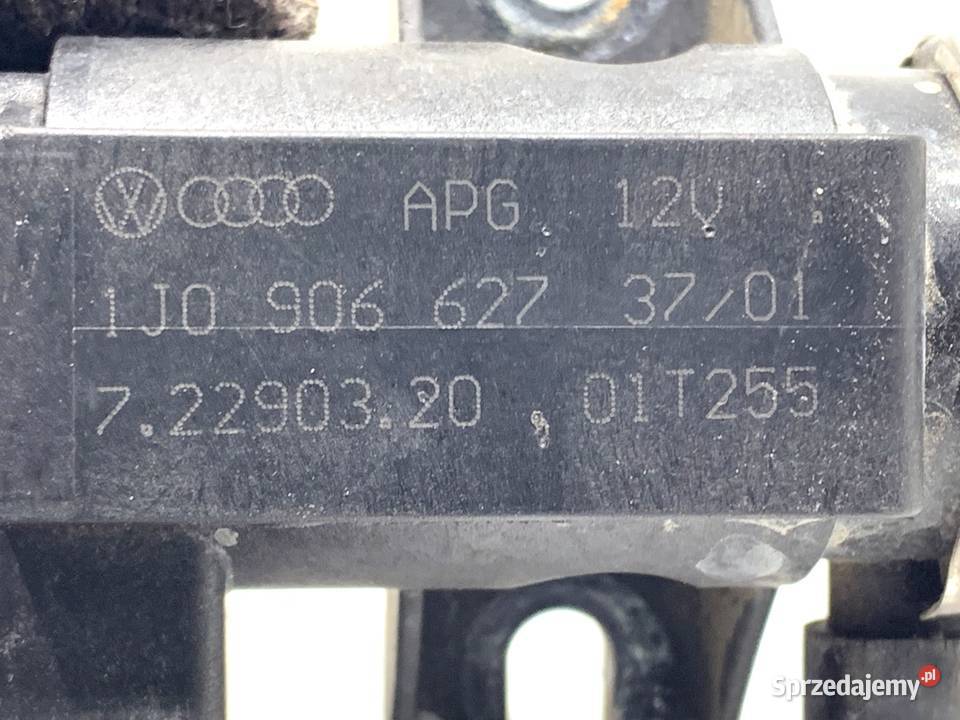 APG 12V
1J0 906 627 37/01
7.22903.20 01T255
Sprzedajemy.pl